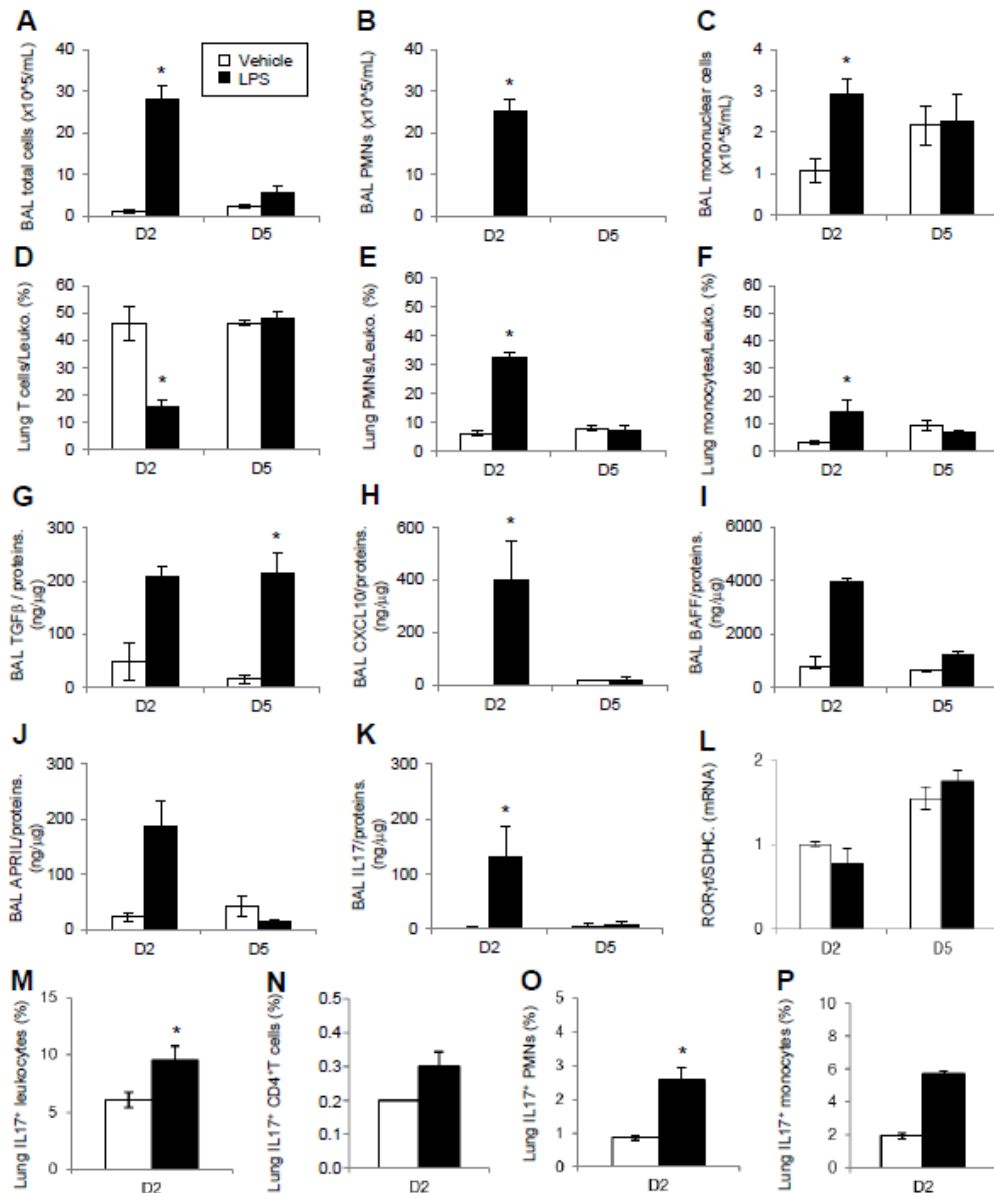 A
BAL total cells (x10^5/mL)
40
30
20
10
0
*
Vehicle
LPS
D2
D5
B
BAL PMNs (x10^5/mL)
40
30
20
10
0
*
D2
D5
C
BAL mononuclear cells
(x10^5/mL)
4
3
2
1
0
*
D2
D5
D
Lung T cells/Leuko. (%)
60
50
40
30
20
10
0
*
D2
D5
E
Lung PMNs/Leuko. (%)
60
50
40
30
20
10
0
*
D2
D5
F
Lung monocytes/Leuko. (%)
60
50
40
30
20
10
0
*
D2
D5
G
BAL TGFβ / proteins.
(ng/µg)
300
200
100
0
*
D2
D5
H
BAL CXCL10/proteins.
(ng/µg)
600
400
200
0
*
D2
D5
I
BAL BAFF/proteins.
(ng/µg)
6000
4000
2000
0
D2
D5
J
BAL APRIL/proteins.
(ng/µg)
300
200
100
0
D2
D5
K
BAL IL17/proteins.
(ng/µg)
300
200
100
0
*
D2
D5
L
RORγt/SDHC. (mRNA)
2
1
0
D2
D5
M
Lung IL17⁺ leukocytes (%)
15
10
5
0
*
D2
N
Lung IL17⁺ CD4⁺T cells (%)
0.5
0.4
0.3
0.2
0.1
0.0
D2
O
Lung IL17⁺ PMNs (%)
5
4
3
2
1
0
*
D2
P
Lung IL17⁺ monocytes (%)
8
6
4
2
0
D2